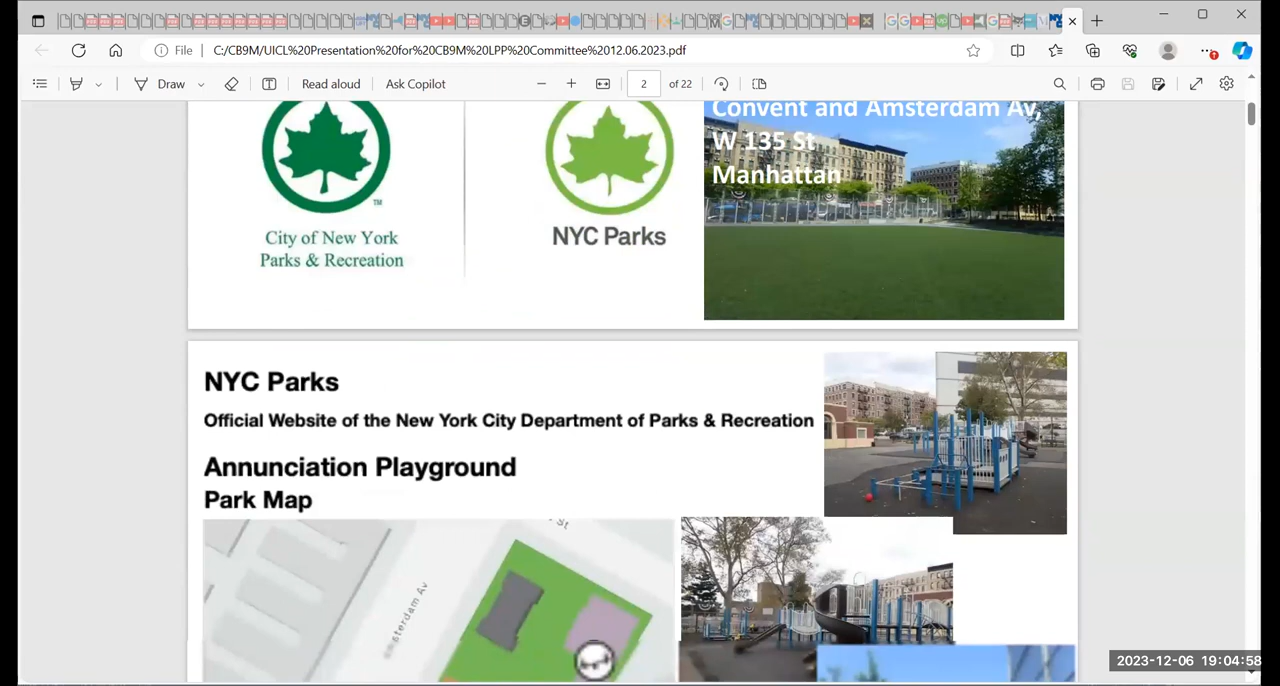 File
C:/CB9M/UICL%20Presentation%20for%20CB9M%20LPP%20Committee%2012.06.2023.pdf
Draw
Read aloud
Ask Copilot
2
of 22
City of New York
Parks & Recreation
TM
NYC Parks
Convent and Amsterdam Av,
W 135 St
Manhattan
NYC Parks
Official Website of the New York City Department of Parks & Recreation
Annunciation Playground
Park Map
St
Amsterdam Av
2023-12-06 19:04:58